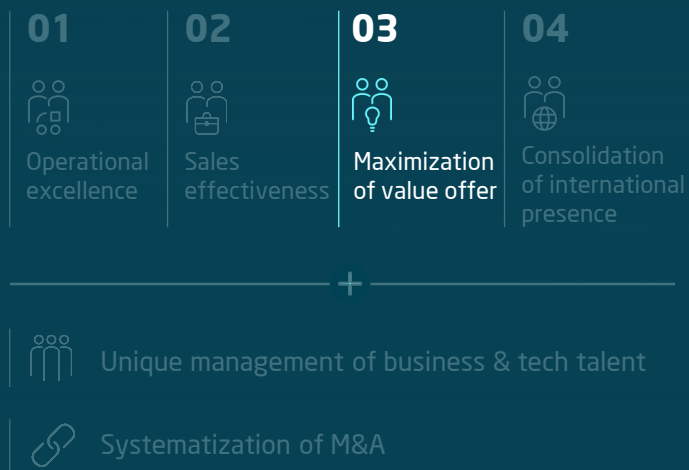 01
02
03
04
Operational
excellence
Sales
effectiveness
Maximization
of value offer
Consolidation
of international
presence
+
Unique management of business & tech talent
Systematization of M&A